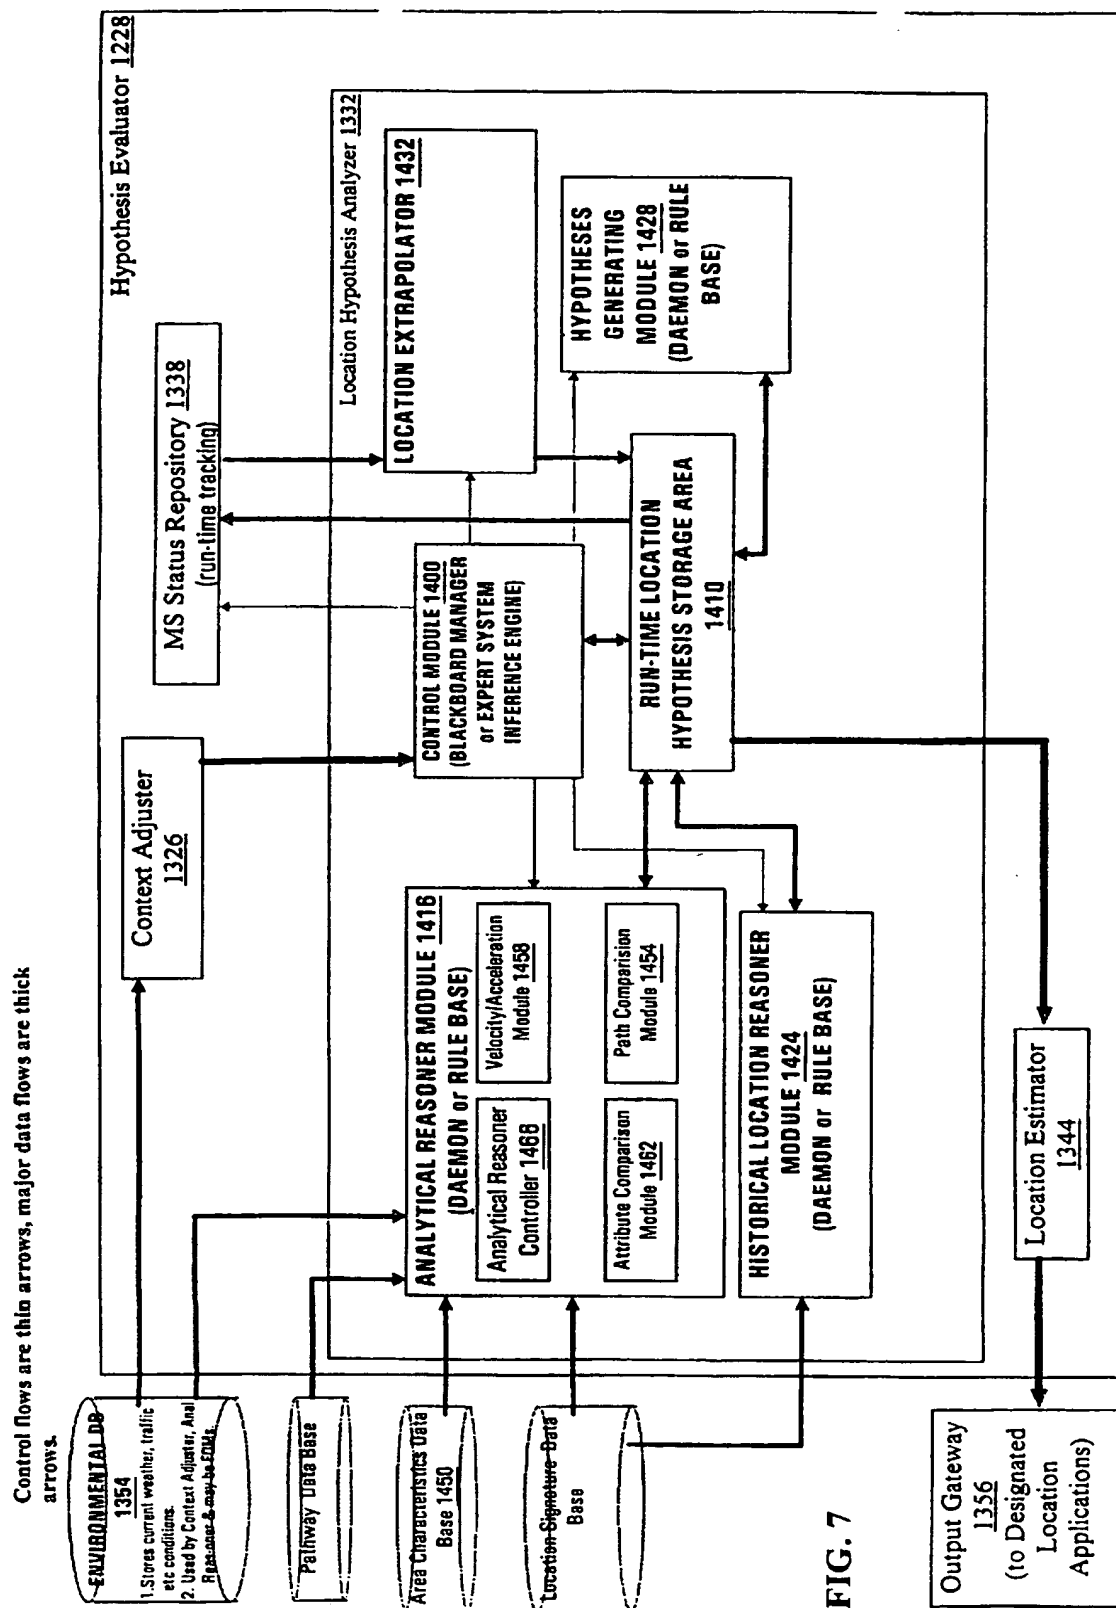 Control flows are thin arrows, major data flows are thick
arrows.
ENVIRONMENTAL DB
1354
1.Stores current weather, traffic
etc conditions.
2. Used by Context Adjuster, Anal
Reasoner & may be FOMs.
Pathway Data Base
Area Characteristics Data
Base 1450
Location Signature Data
Base
FIG. 7
Output Gateway
1356
(to Designated
Location
Applications)
Hypothesis Evaluator 1228
Context Adjuster
1326
MS Status Repository 1338
(run-time tracking)
Location Hypothesis Analyzer 1332
LOCATION EXTRAPOLATOR 1432
CONTROL MODULE 1400
(BLACKBOARD MANAGER
or EXPERT SYSTEM
INFERENCE ENGINE)
HYPOTHESES
GENERATING
MODULE 1428
(DAEMON or RULE
BASE)
RUN-TIME LOCATION
HYPOTHESIS STORAGE AREA
1410
ANALYTICAL REASONER MODULE 1416
(DAEMON or RULE BASE)
Analytical Reasoner
Controller 1466
Velocity/Acceleration
Module 1458
Attribute Comparison
Module 1462
Path Comparision
Module 1454
HISTORICAL LOCATION REASONER
MODULE 1424
(DAEMON or RULE BASE)
Location Estimator
1344